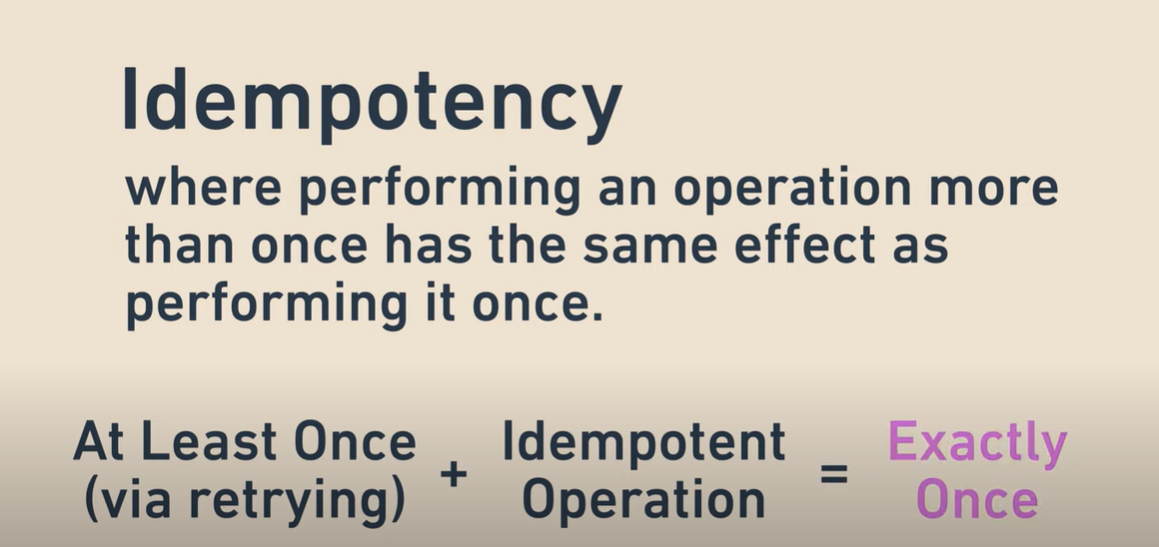 Idempotency
where performing an operation more
than once has the same effect as
performing it once.
At Least Once
(via retrying)
+
Idempotent
Operation
=
Exactly
Once